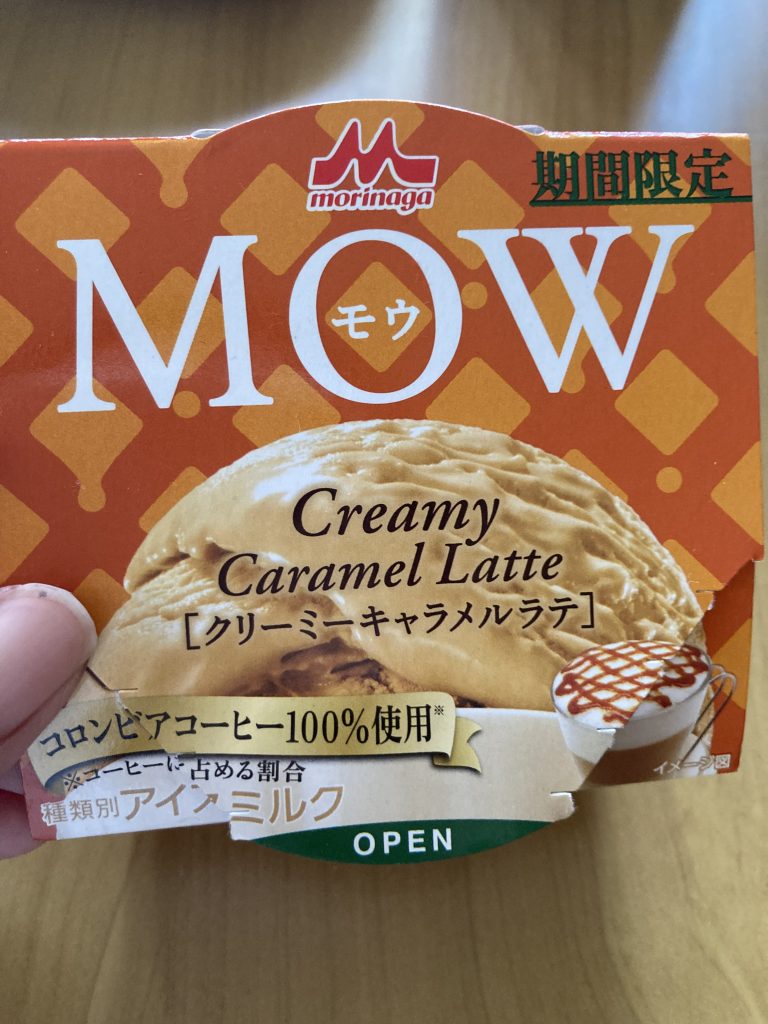 morinaga
期間限定
MOW
モウ
Creamy
Caramel Latte
[クリーミーキャラメルラテ]
コロンビアコーヒー100%使用※
※コーヒーに占める割合
種類別アイスミルク
イメージ図
OPEN